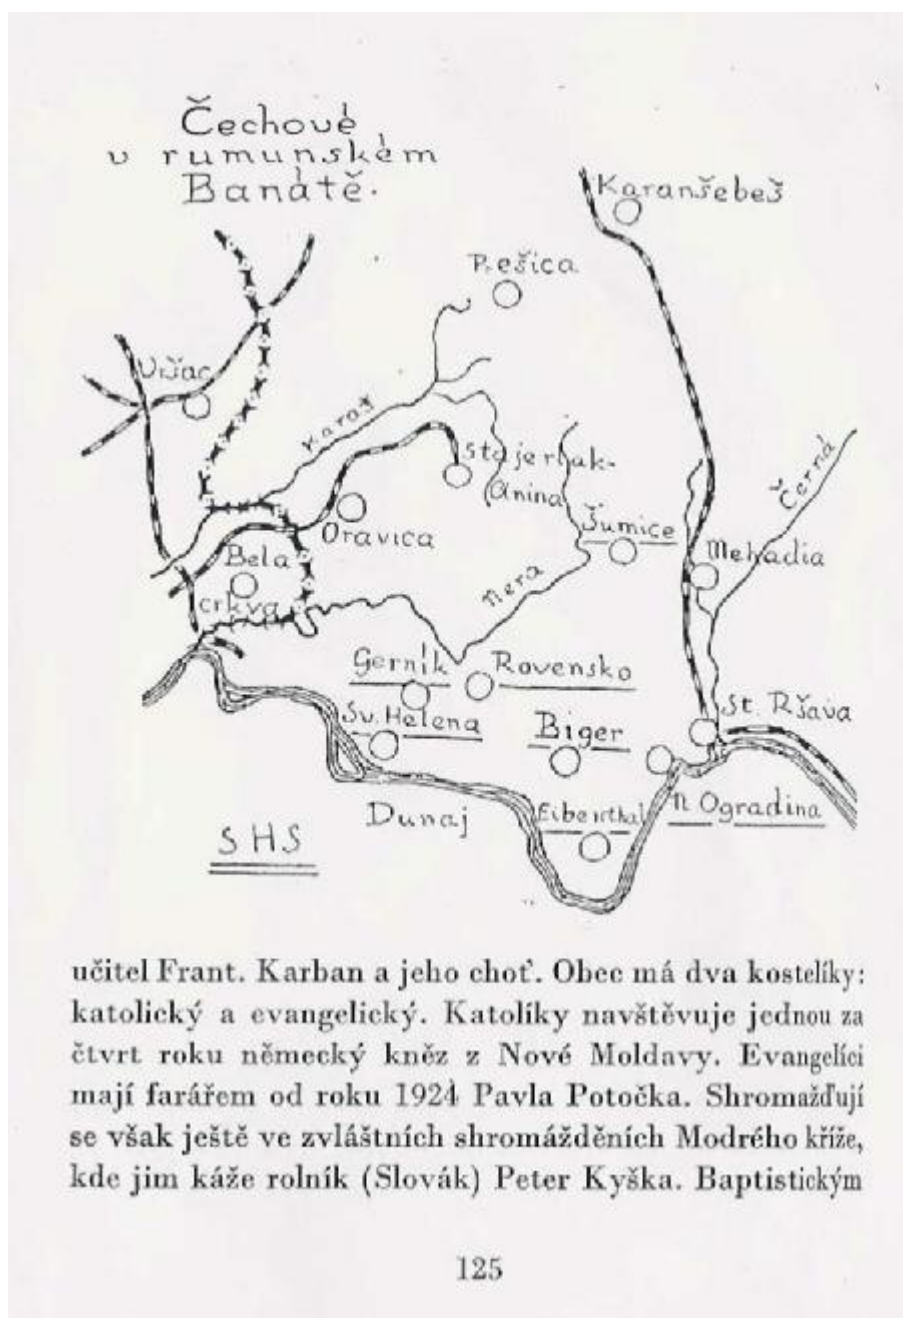 Čechové
v rumunském
Banátě.
Karanšebeš
Rešica
Vršac
Karaš
Stajerlak-
Anina
Černá
Oravica
Šumice
Mehadia
Bela
crkva
Nera
Gerník
Rovensko
Sv. Helena
Biger
St. Ršava
Dunaj
Eibenthal
N Ogradina
SHS
učitel Frant. Karban a jeho choť. Obec má dva kostelíky:
katolický a evangelický. Katolíky navštěvuje jednou za
čtvrt roku německý kněz z Nové Moldavy. Evangelíci
mají farářem od roku 1924 Pavla Potočka. Shromažďují
se však ještě ve zvláštních shromážděních Modrého kříže,
kde jim káže rolník (Slovák) Peter Kyška. Baptistickým
125